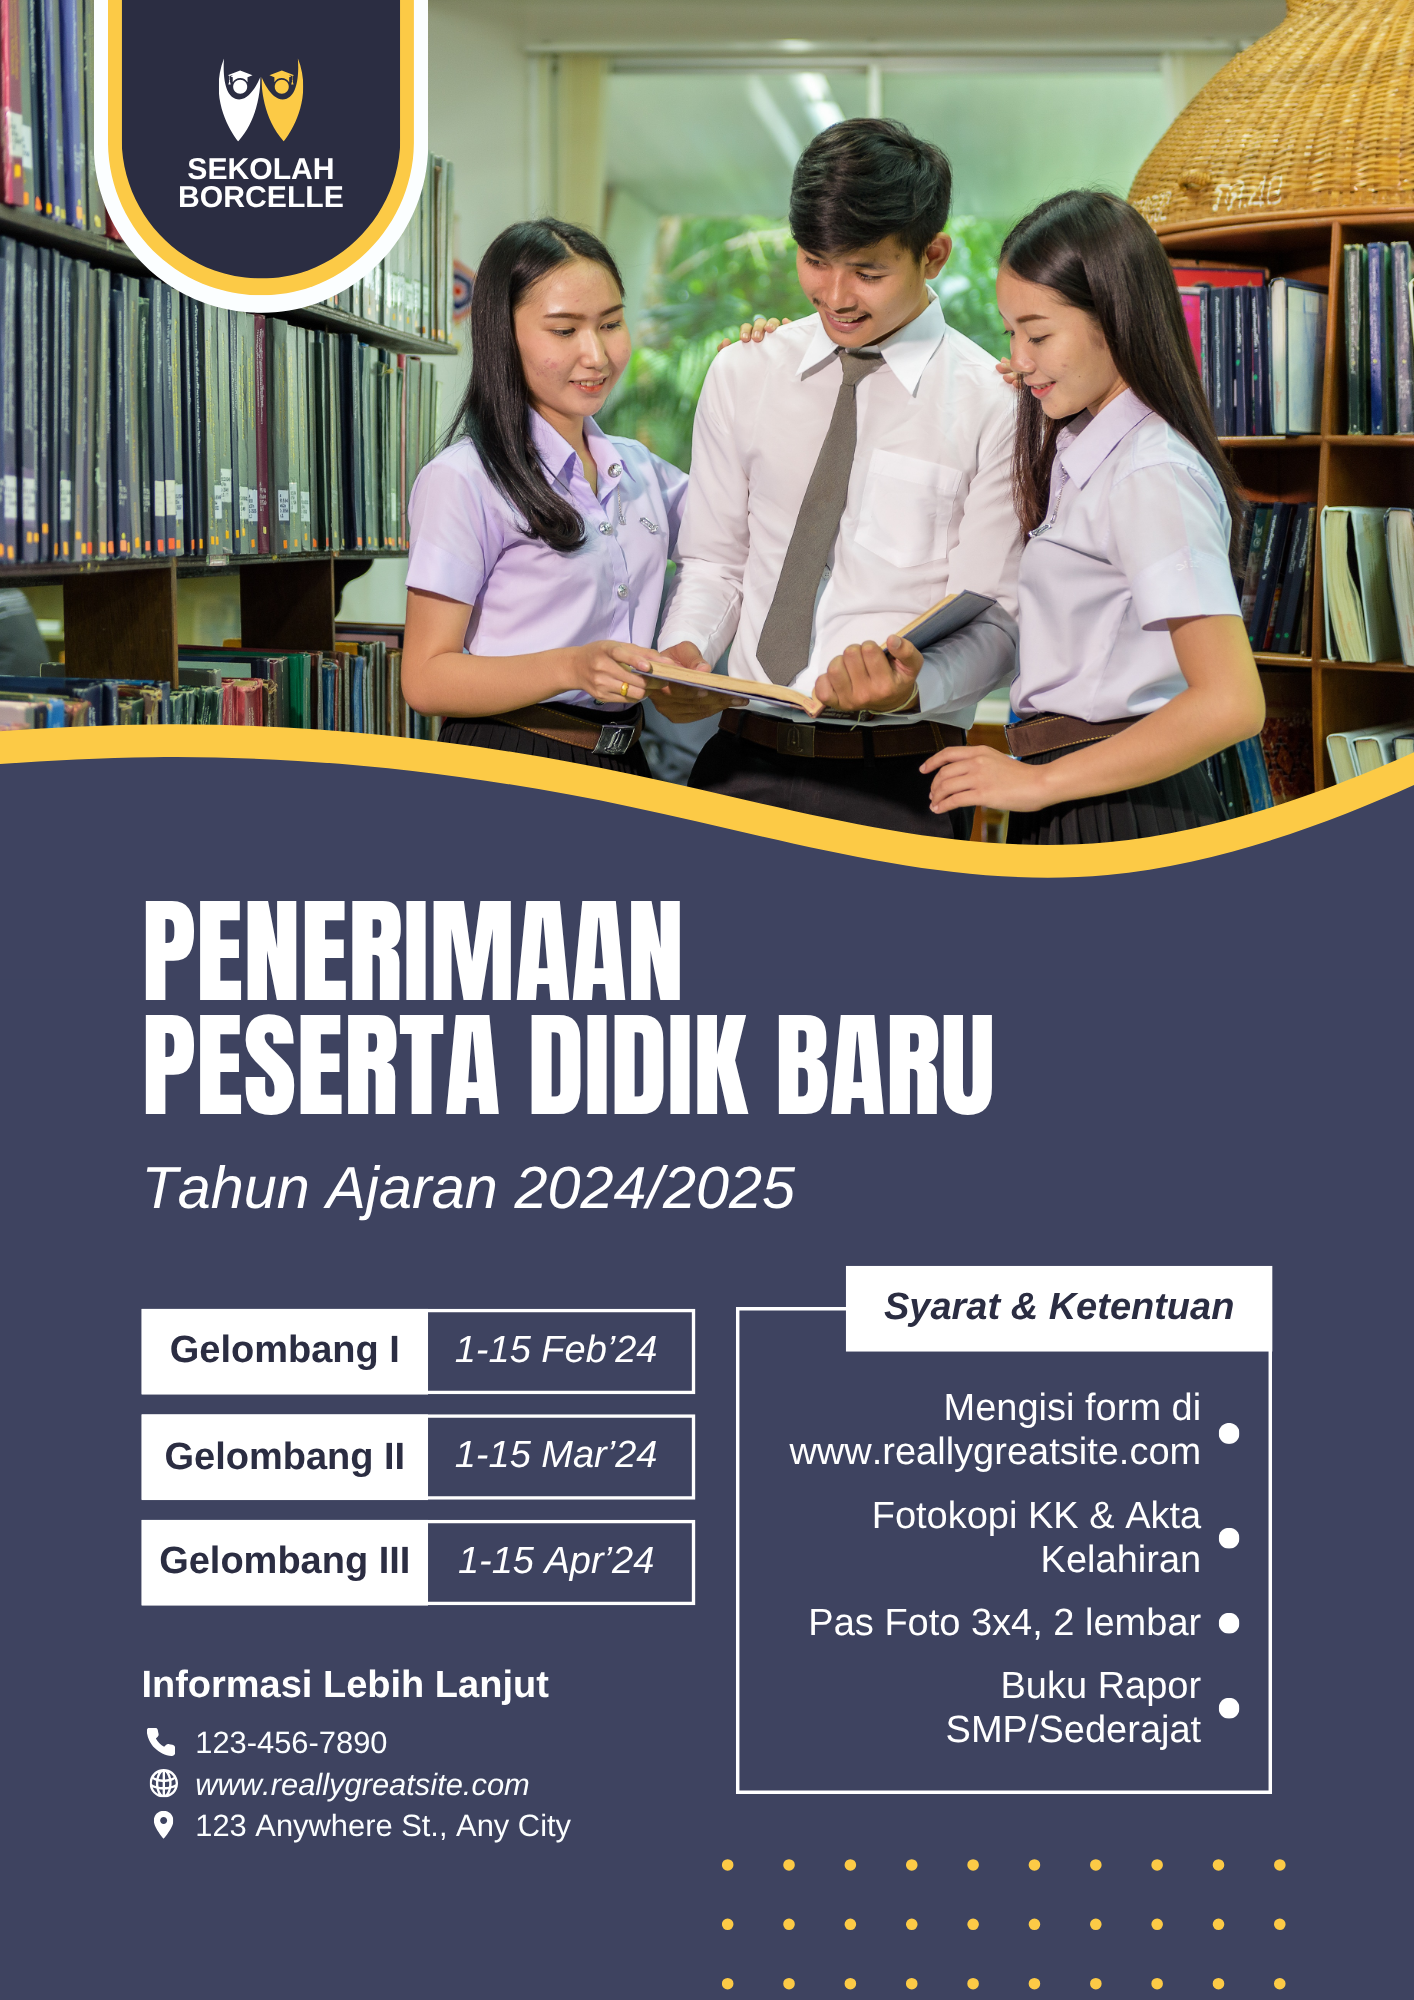 SEKOLAH
BORCELLE
PENERIMAAN
PESERTA DIDIK BARU
Tahun Ajaran 2024/2025
Gelombang I
1-15 Feb’24
Gelombang II
1-15 Mar’24
Gelombang III
1-15 Apr’24
Informasi Lebih Lanjut
123-456-7890
www.reallygreatsite.com
123 Anywhere St., Any City
Syarat & Ketentuan
Mengisi form di
www.reallygreatsite.com
Fotokopi KK & Akta
Kelahiran
Pas Foto 3x4, 2 lembar
Buku Rapor
SMP/Sederajat